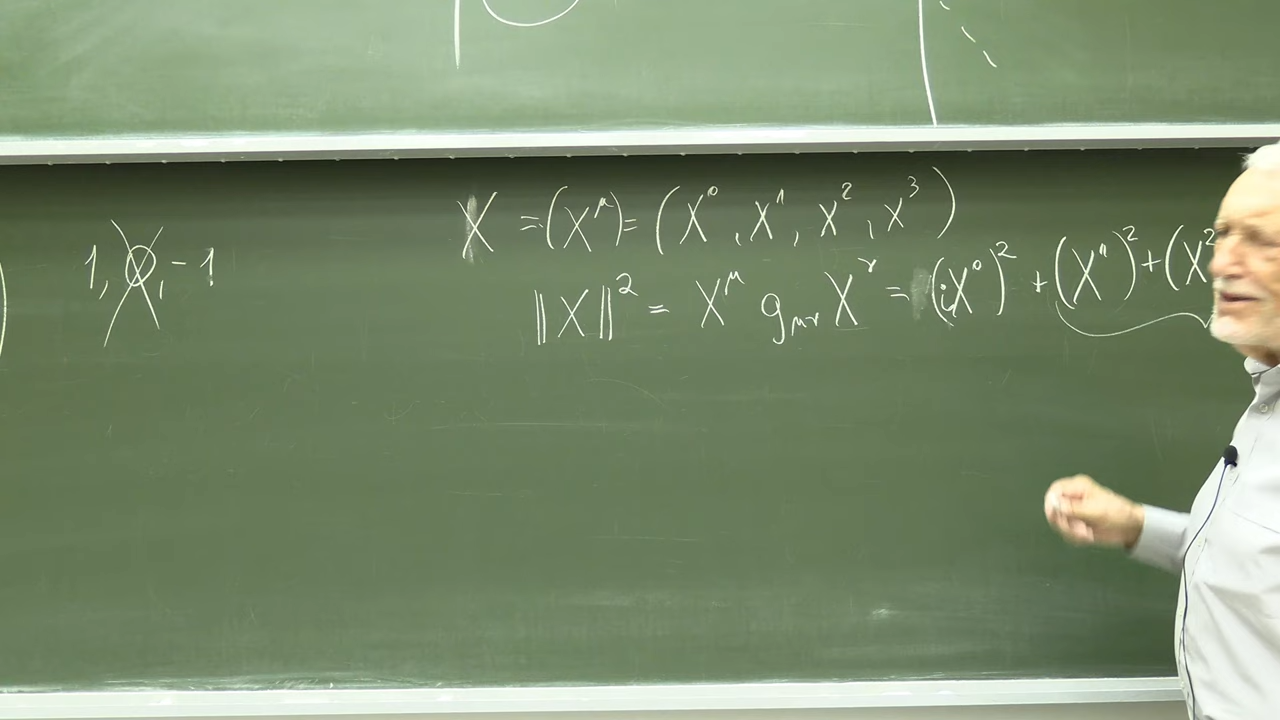 X = (X^μ) = (X^0, X^1, X^2, X^3)
1, 0, -1
||X||^2 = X^μ g_μν X^ν = (iX^0)^2 + (X^1)^2 + (X^2